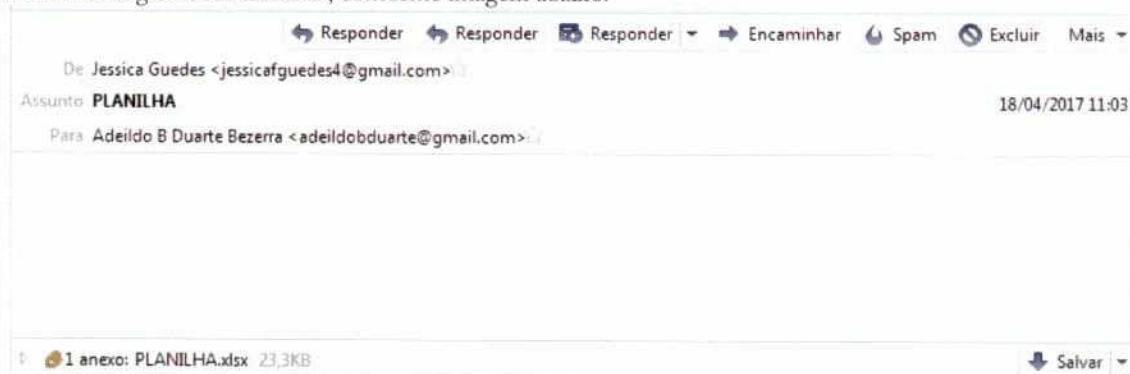 Responder Responder Responder Encaminhar Spam Excluir Mais
De Jessica Guedes <jessicafguedes4@gmail.com>
Assunto PLANILHA 18/04/2017 11:03
Para Adeildo B Duarte Bezerra <adeildobduarte@gmail.com>
1 anexo: PLANILHA.xlsx 23,3KB Salvar